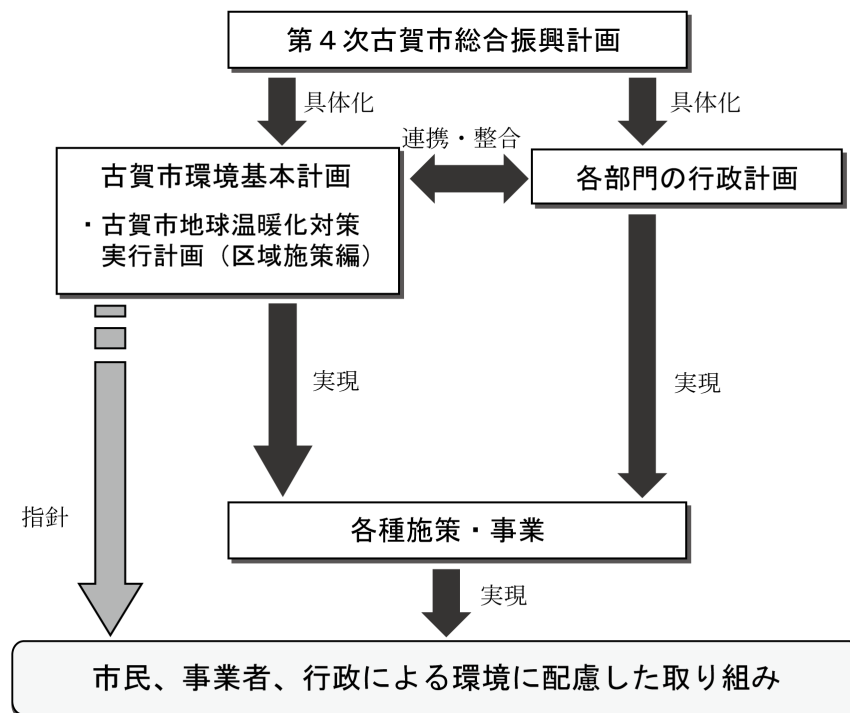 第４次古賀市総合振興計画
具体化
具体化
連携・整合
古賀市環境基本計画
・古賀市地球温暖化対策
実行計画（区域施策編）
各部門の行政計画
実現
実現
指針
各種施策・事業
実現
市民、事業者、行政による環境に配慮した取り組み